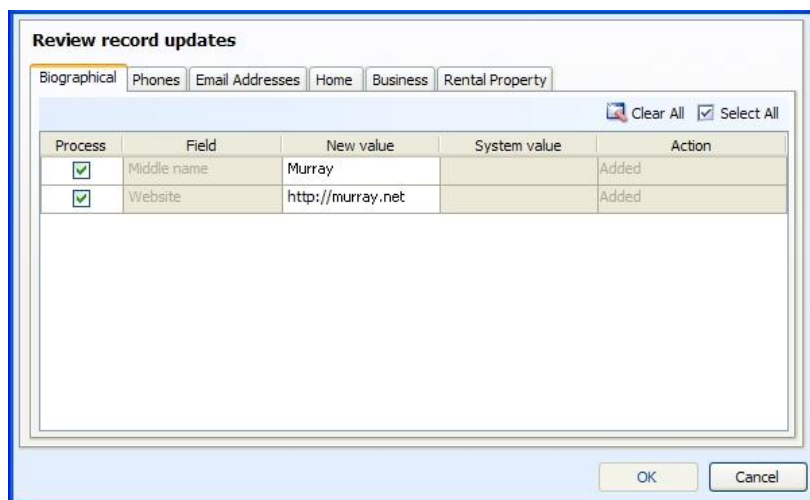 Review record updates
Biographical Phones Email Addresses Home Business Rental Property
Clear All Select All
Process Field New value System value Action
Middle name Murray Added
Website http://murray.net Added
OK Cancel